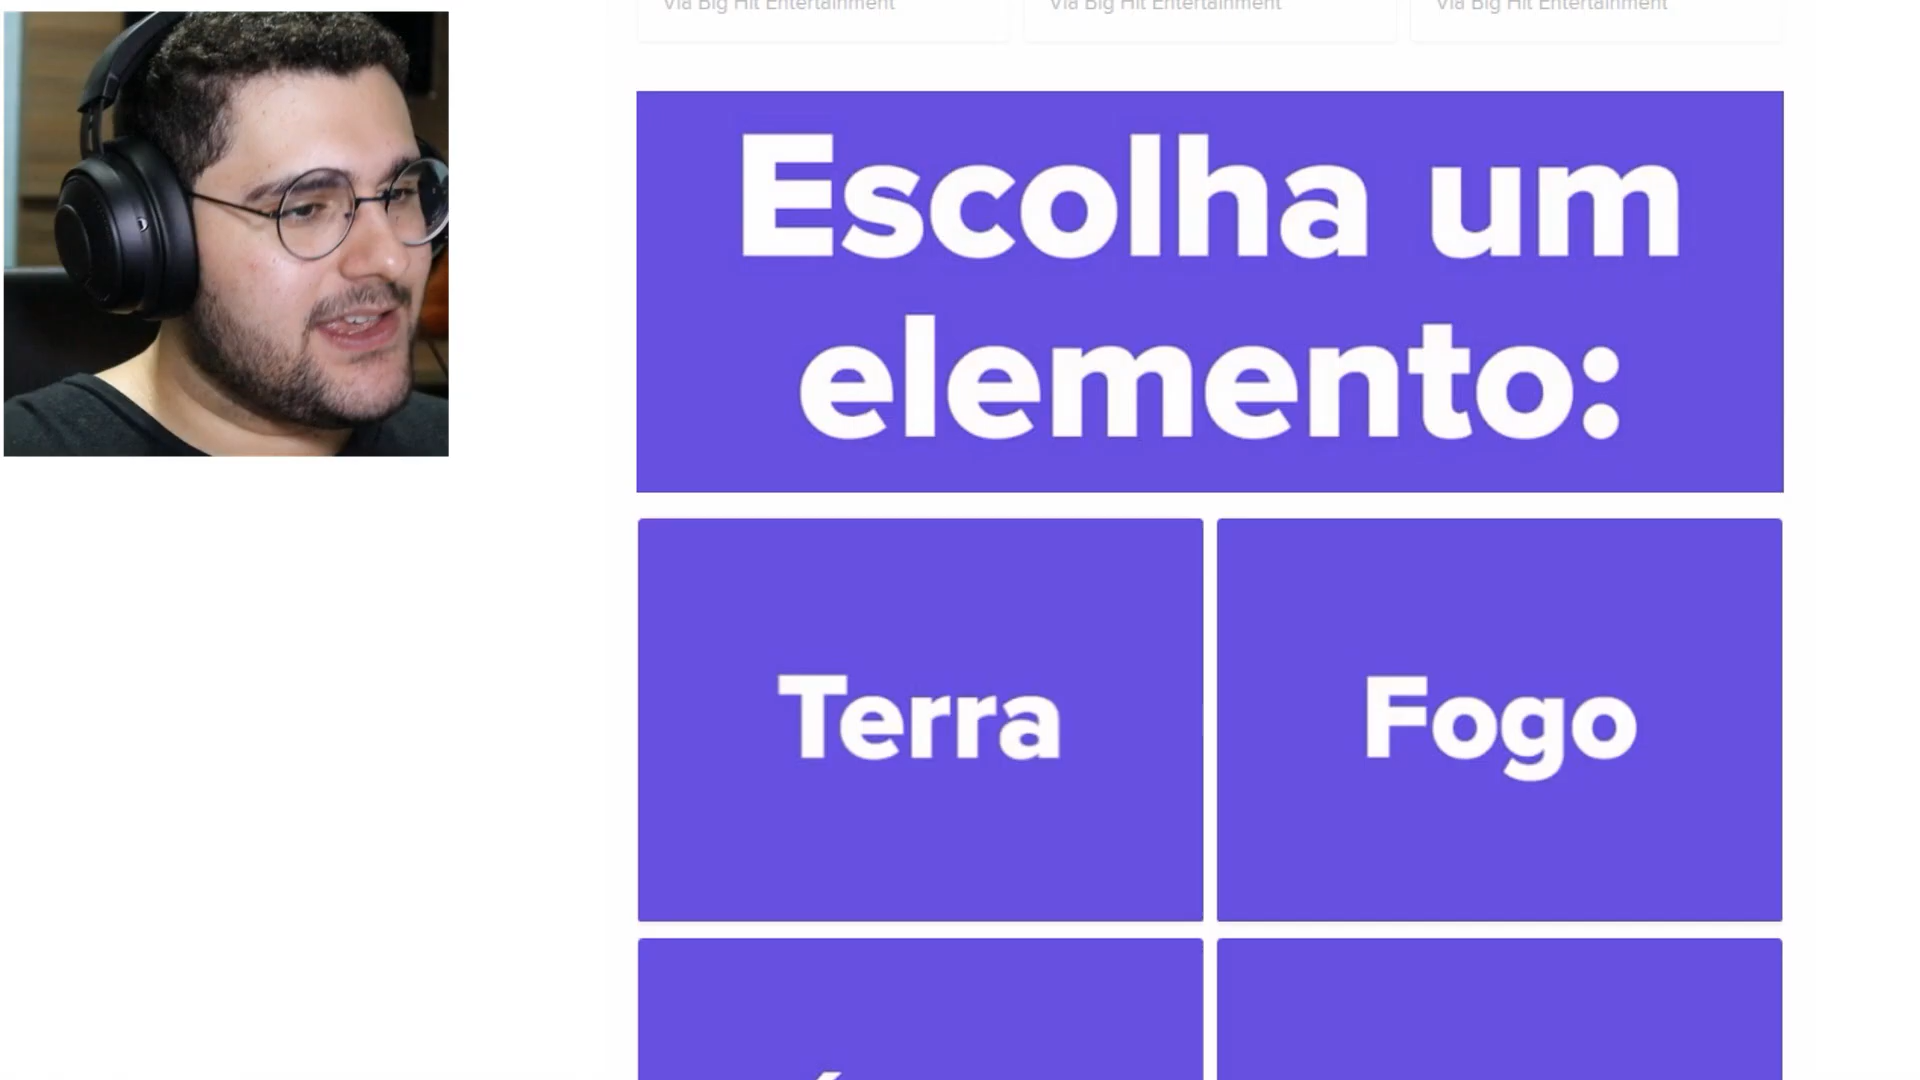 Via Big Hit Entertainment Via Big Hit Entertainment Via Big Hit Entertainment
Escolha um
elemento:
Terra Fogo